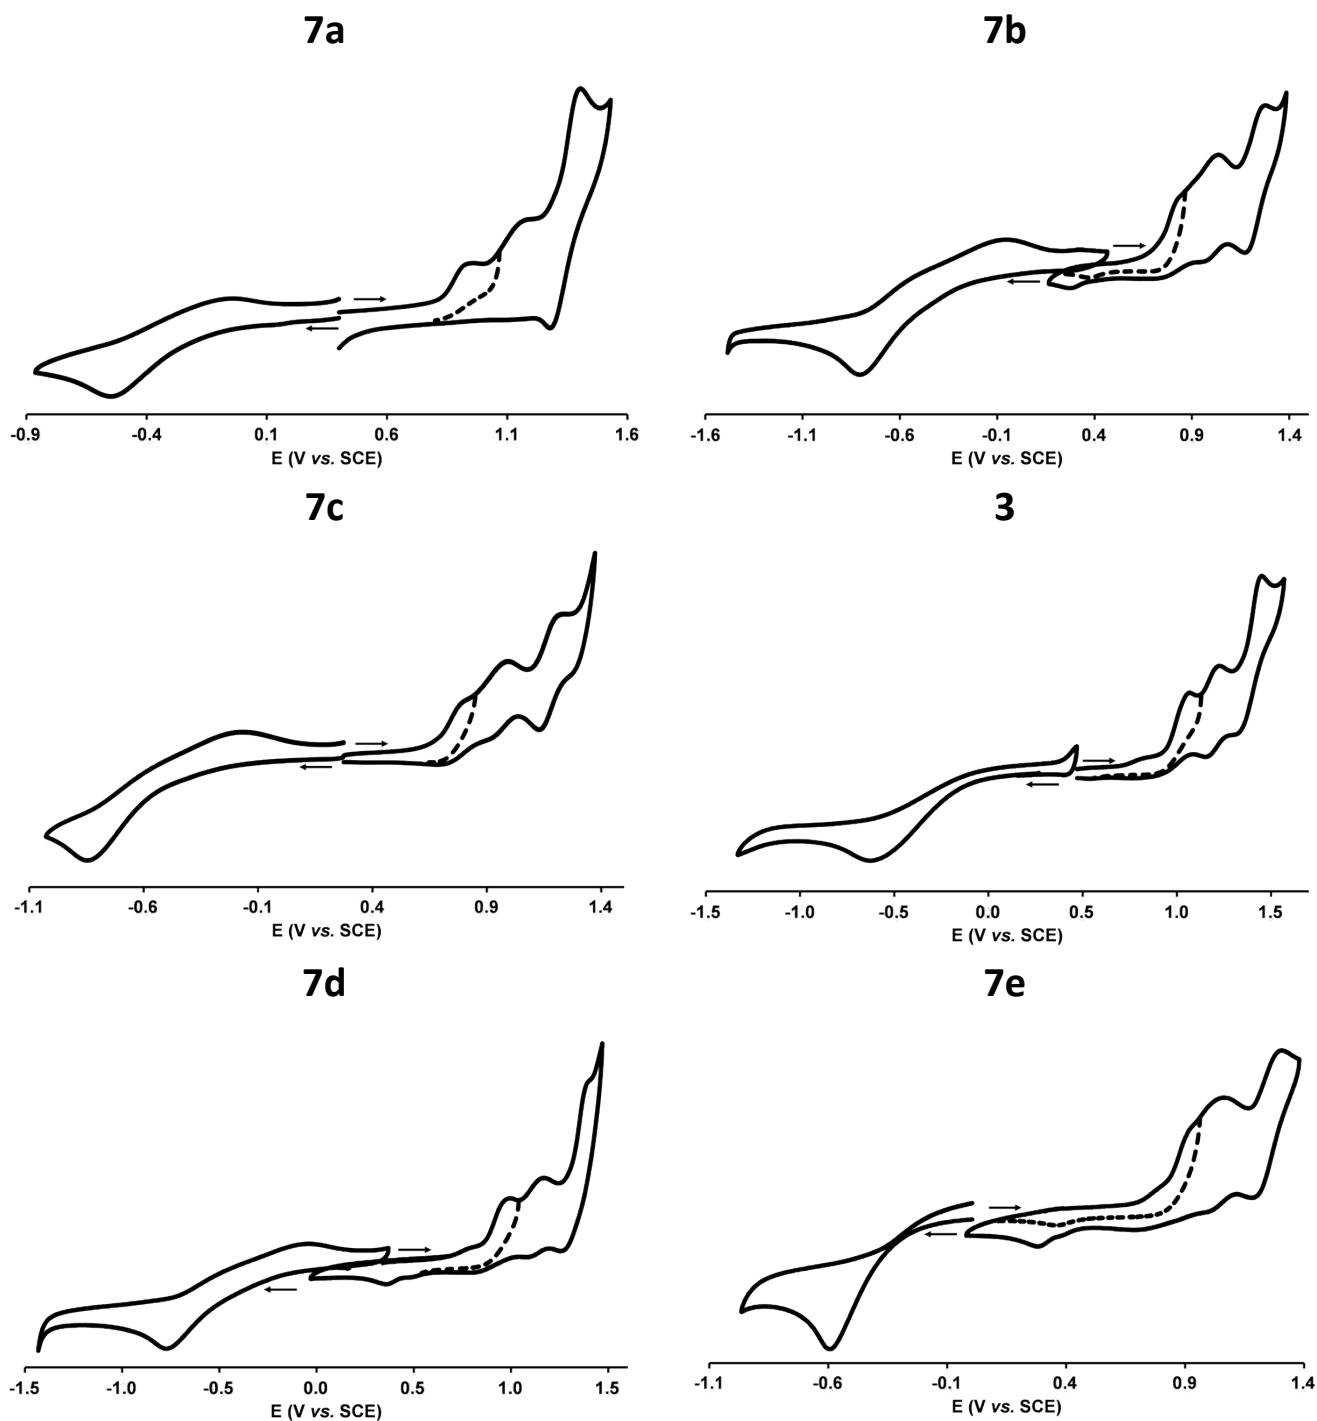 7a
7b
-0.9 -0.4 0.1 0.6 1.1 1.6
E (V vs. SCE)
-1.6 -1.1 -0.6 -0.1 0.4 0.9 1.4
E (V vs. SCE)
7c
3
-1.1 -0.6 -0.1 0.4 0.9 1.4
E (V vs. SCE)
-1.5 -1.0 -0.5 0.0 0.5 1.0 1.5
E (V vs. SCE)
7d
7e
-1.5 -1.0 -0.5 0.0 0.5 1.0 1.5
E (V vs. SCE)
-1.1 -0.6 -0.1 0.4 0.9 1.4
E (V vs. SCE)